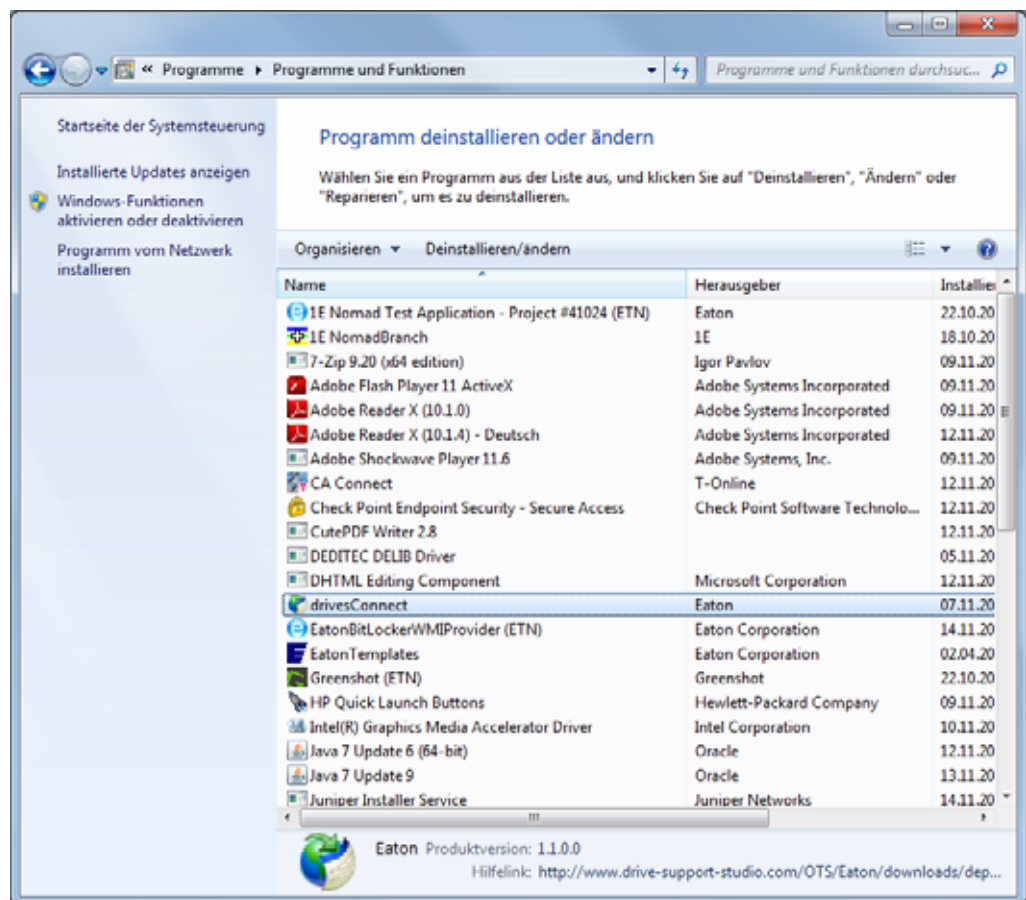 « Programme ▸ Programme und Funktionen
Programme und Funktionen durchsuc...
Startseite der Systemsteuerung
Installierte Updates anzeigen
Windows-Funktionen
aktivieren oder deaktivieren
Programm vom Netzwerk
installieren
Programm deinstallieren oder ändern
Wählen Sie ein Programm aus der Liste aus, und klicken Sie auf "Deinstallieren", "Ändern" oder
"Reparieren", um es zu deinstallieren.
Organisieren Deinstallieren/ändern
Name Herausgeber Installier
1E Nomad Test Application - Project #41024 (ETN) Eaton 22.10.20
1E NomadBranch 1E 18.10.20
7-Zip 9.20 (x64 edition) Igor Pavlov 09.11.20
Adobe Flash Player 11 ActiveX Adobe Systems Incorporated 09.11.20
Adobe Reader X (10.1.0) Adobe Systems Incorporated 09.11.20
Adobe Reader X (10.1.4) - Deutsch Adobe Systems Incorporated 12.11.20
Adobe Shockwave Player 11.6 Adobe Systems, Inc. 09.11.20
CA Connect T-Online 12.11.20
Check Point Endpoint Security - Secure Access Check Point Software Technolo... 12.11.20
CutePDF Writer 2.8 12.11.20
DEDITEC DELIB Driver 05.11.20
DHTML Editing Component Microsoft Corporation 12.11.20
drivesConnect Eaton 07.11.20
EatonBitLockerWMIProvider (ETN) Eaton Corporation 14.11.20
EatonTemplates Eaton Corporation 02.04.20
Greenshot (ETN) Greenshot 22.10.20
HP Quick Launch Buttons Hewlett-Packard Company 09.11.20
Intel(R) Graphics Media Accelerator Driver Intel Corporation 10.11.20
Java 7 Update 6 (64-bit) Oracle 12.11.20
Java 7 Update 9 Oracle 13.11.20
Juniper Installer Service Juniper Networks 14.11.20
Eaton Produktversion: 1.1.0.0
Hilfelink: http://www.drive-support-studio.com/OTS/Eaton/downloads/dep...